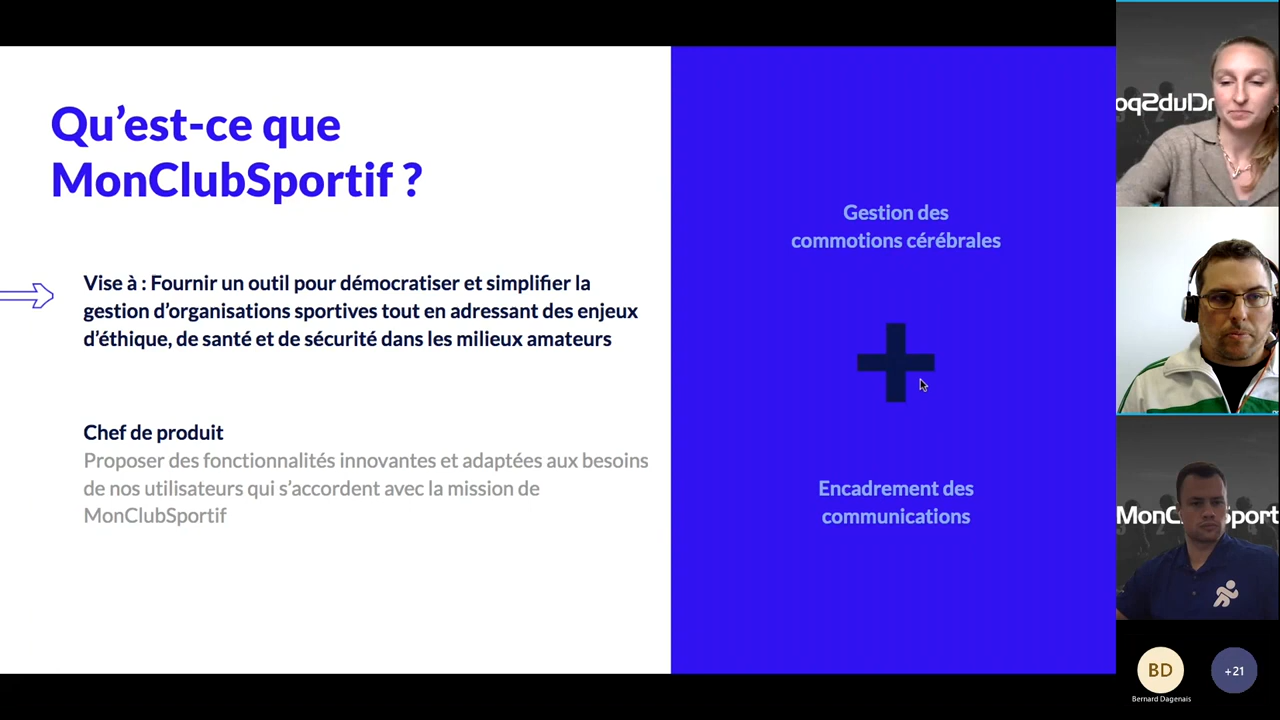 Qu’est-ce que
MonClubSportif ?
Vise à : Fournir un outil pour démocratiser et simplifier la
gestion d’organisations sportives tout en adressant des enjeux
d’éthique, de santé et de sécurité dans les milieux amateurs
Chef de produit
Proposer des fonctionnalités innovantes et adaptées aux besoins
de nos utilisateurs qui s’accordent avec la mission de
MonClubSportif
Gestion des
commotions cérébrales
Encadrement des
communications
BD
Bernard Dagenais
+21